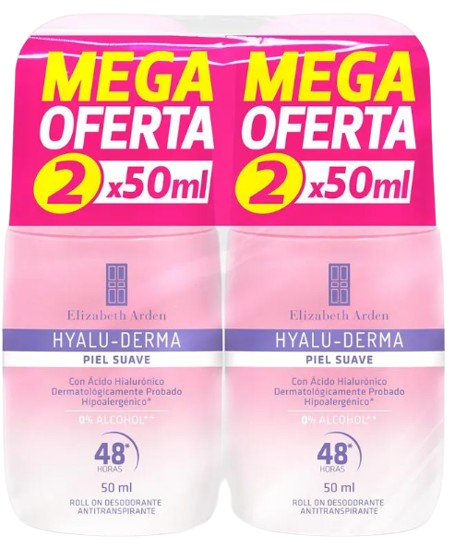 MEGA
OFERTA
2 x50ml
Elizabeth Arden
HYALU-DERMA
PIEL SUAVE
Con Ácido Hialurónico
Dermatológicamente Probado
Hipoalergénico*
0% ALCOHOL**
48*
HORAS
50 ml
ROLL ON DESODORANTE
ANTITRANSPIRANTE
MEGA
OFERTA
2 x50ml
Elizabeth Arden
HYALU-DERMA
PIEL SUAVE
Con Ácido Hialurónico
Dermatológicamente Probado
Hipoalergénico*
0% ALCOHOL**
48*
HORAS
50 ml
ROLL ON DESODORANTE
ANTITRANSPIRANTE